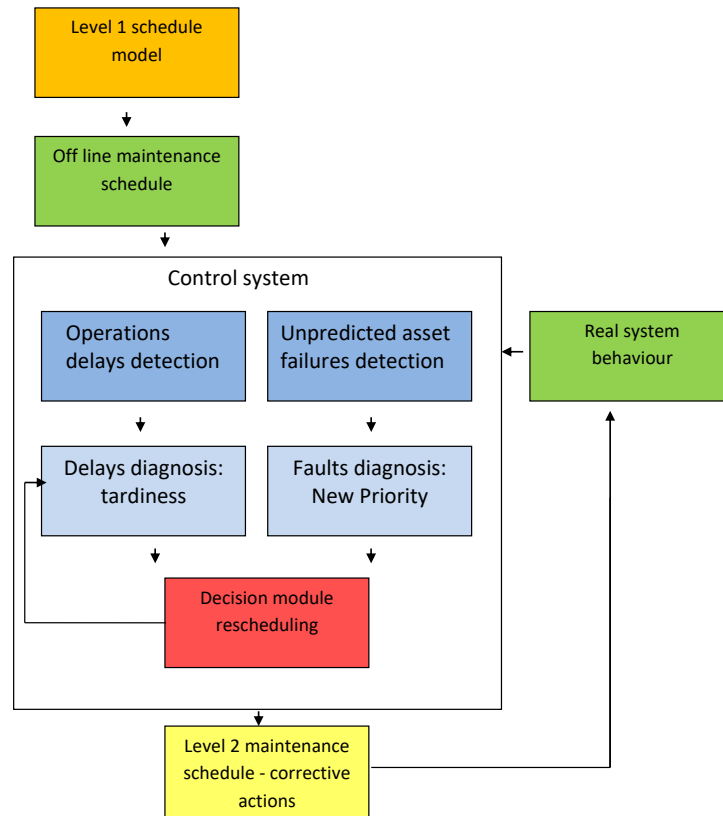 Level 1 schedule
model
Off line maintenance
schedule
Control system
Operations
delays detection
Unpredicted asset
failures detection
Real system
behaviour
Delays diagnosis:
tardiness
Faults diagnosis:
New Priority
Decision module
rescheduling
Level 2 maintenance
schedule - corrective
actions